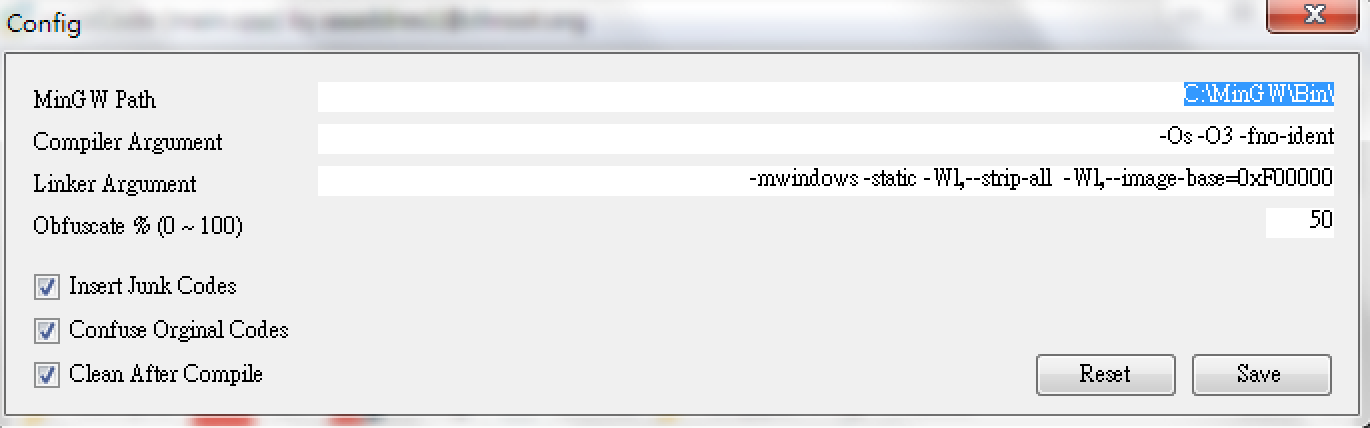 Config
MinGW Path C:\MinGW\Bin\
Compiler Argument -Os -O3 -fno-ident
Linker Argument -mwindows -static -Wl,--strip-all -Wl,--image-base=0xF00000
Obfuscate % (0 ~ 100) 50
Insert Junk Codes
Confuse Orginal Codes
Clean After Compile
Reset Save